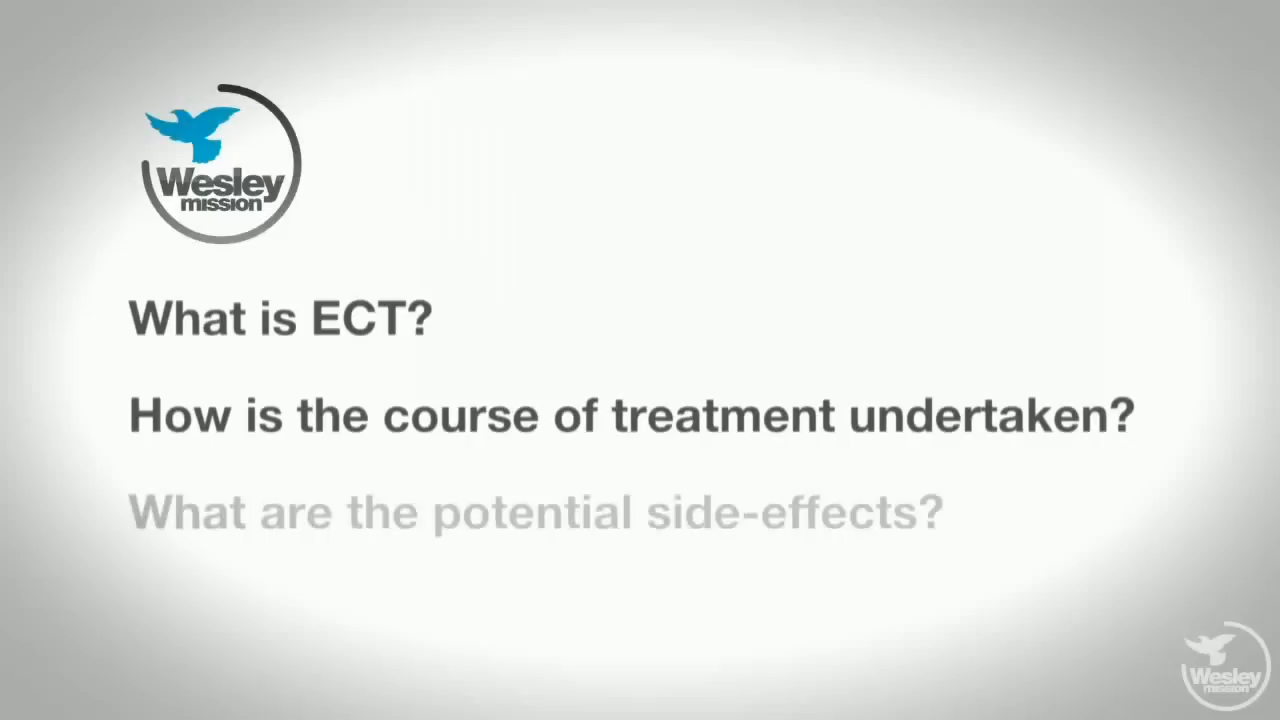 Wesley
mission
What is ECT?
How is the course of treatment undertaken?
What are the potential side-effects?
Wesley
mission